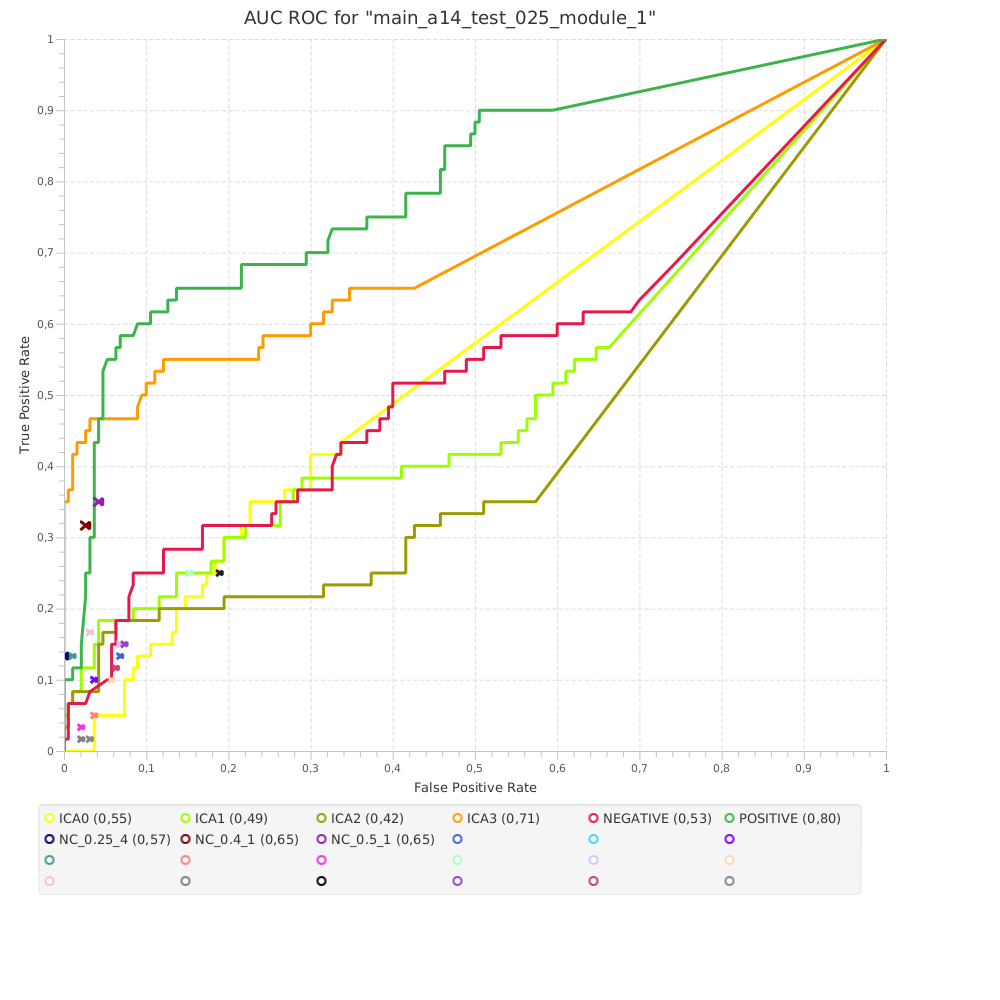 AUC ROC for "main_a14_test_025_module_1"
1
0,9
0,8
0,7
0,6
0,5
0,4
0,3
0,2
0,1
0
True Positive Rate
0 0,1 0,2 0,3 0,4 0,5 0,6 0,7 0,8 0,9 1
False Positive Rate
ICA0 (0,55) ICA1 (0,49) ICA2 (0,42) ICA3 (0,71) NEGATIVE (0,53) POSITIVE (0,80)
NC_0.25_4 (0,57) NC_0.4_1 (0,65) NC_0.5_1 (0,65)